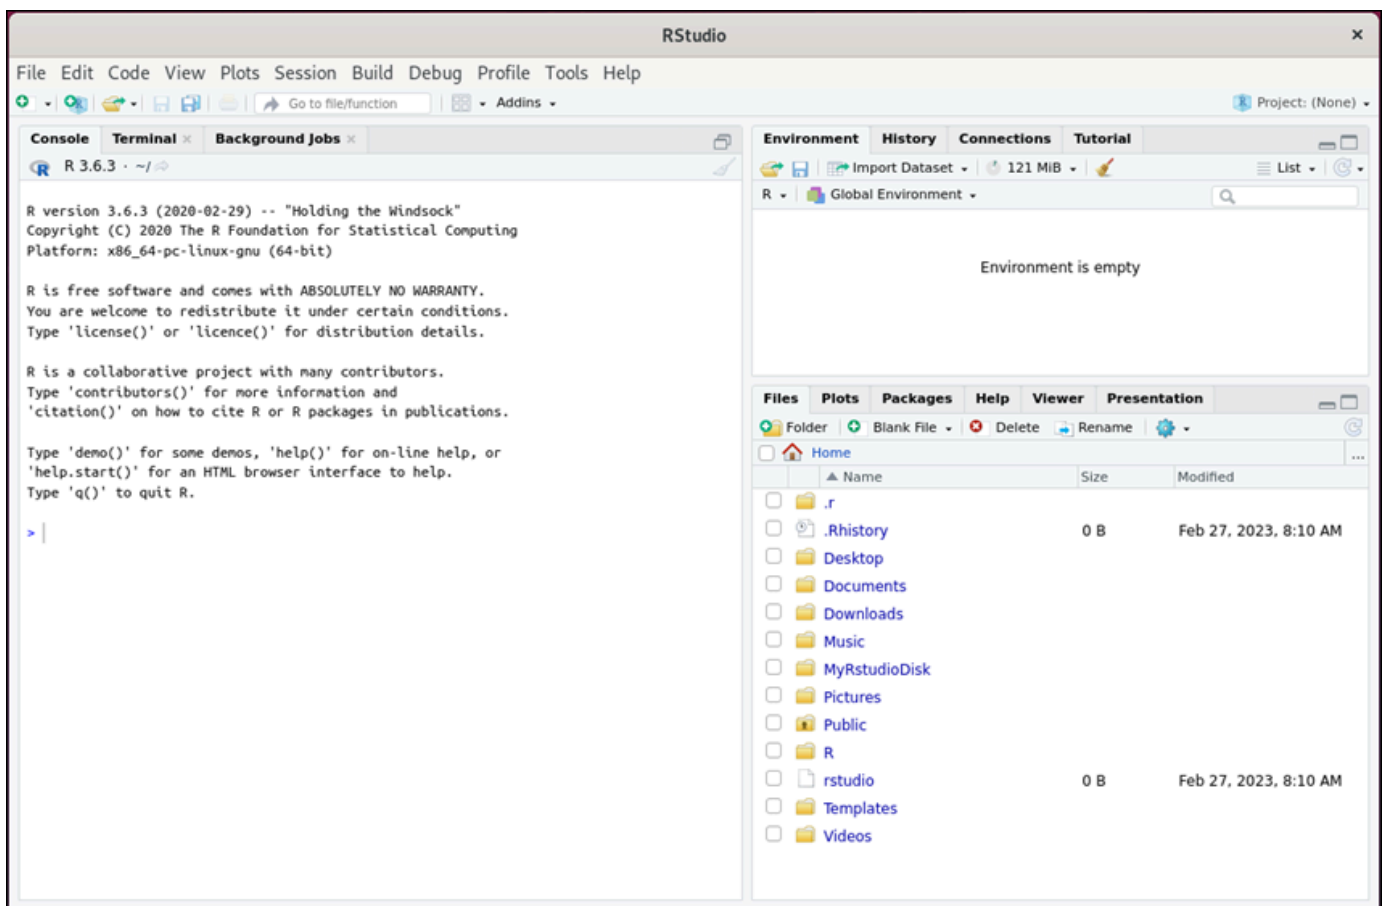 RStudio
File Edit Code View Plots Session Build Debug Profile Tools Help
Go to file/function Addins Project: (None)
Console Terminal Background Jobs
R 3.6.3 · ~/
R version 3.6.3 (2020-02-29) -- "Holding the Windsock"
Copyright (C) 2020 The R Foundation for Statistical Computing
Platform: x86_64-pc-linux-gnu (64-bit)
R is free software and comes with ABSOLUTELY NO WARRANTY.
You are welcome to redistribute it under certain conditions.
Type 'license()' or 'licence()' for distribution details.
R is a collaborative project with many contributors.
Type 'contributors()' for more information and
'citation()' on how to cite R or R packages in publications.
Type 'demo()' for some demos, 'help()' for on-line help, or
'help.start()' for an HTML browser interface to help.
Type 'q()' to quit R.
>
Environment History Connections Tutorial
Import Dataset 121 MiB List
R Global Environment
Environment is empty
Files Plots Packages Help Viewer Presentation
Folder Blank File Delete Rename
Home ...
Name Size Modified
.r
.Rhistory 0 B Feb 27, 2023, 8:10 AM
Desktop
Documents
Downloads
Music
MyRstudioDisk
Pictures
Public
R
rstudio 0 B Feb 27, 2023, 8:10 AM
Templates
Videos